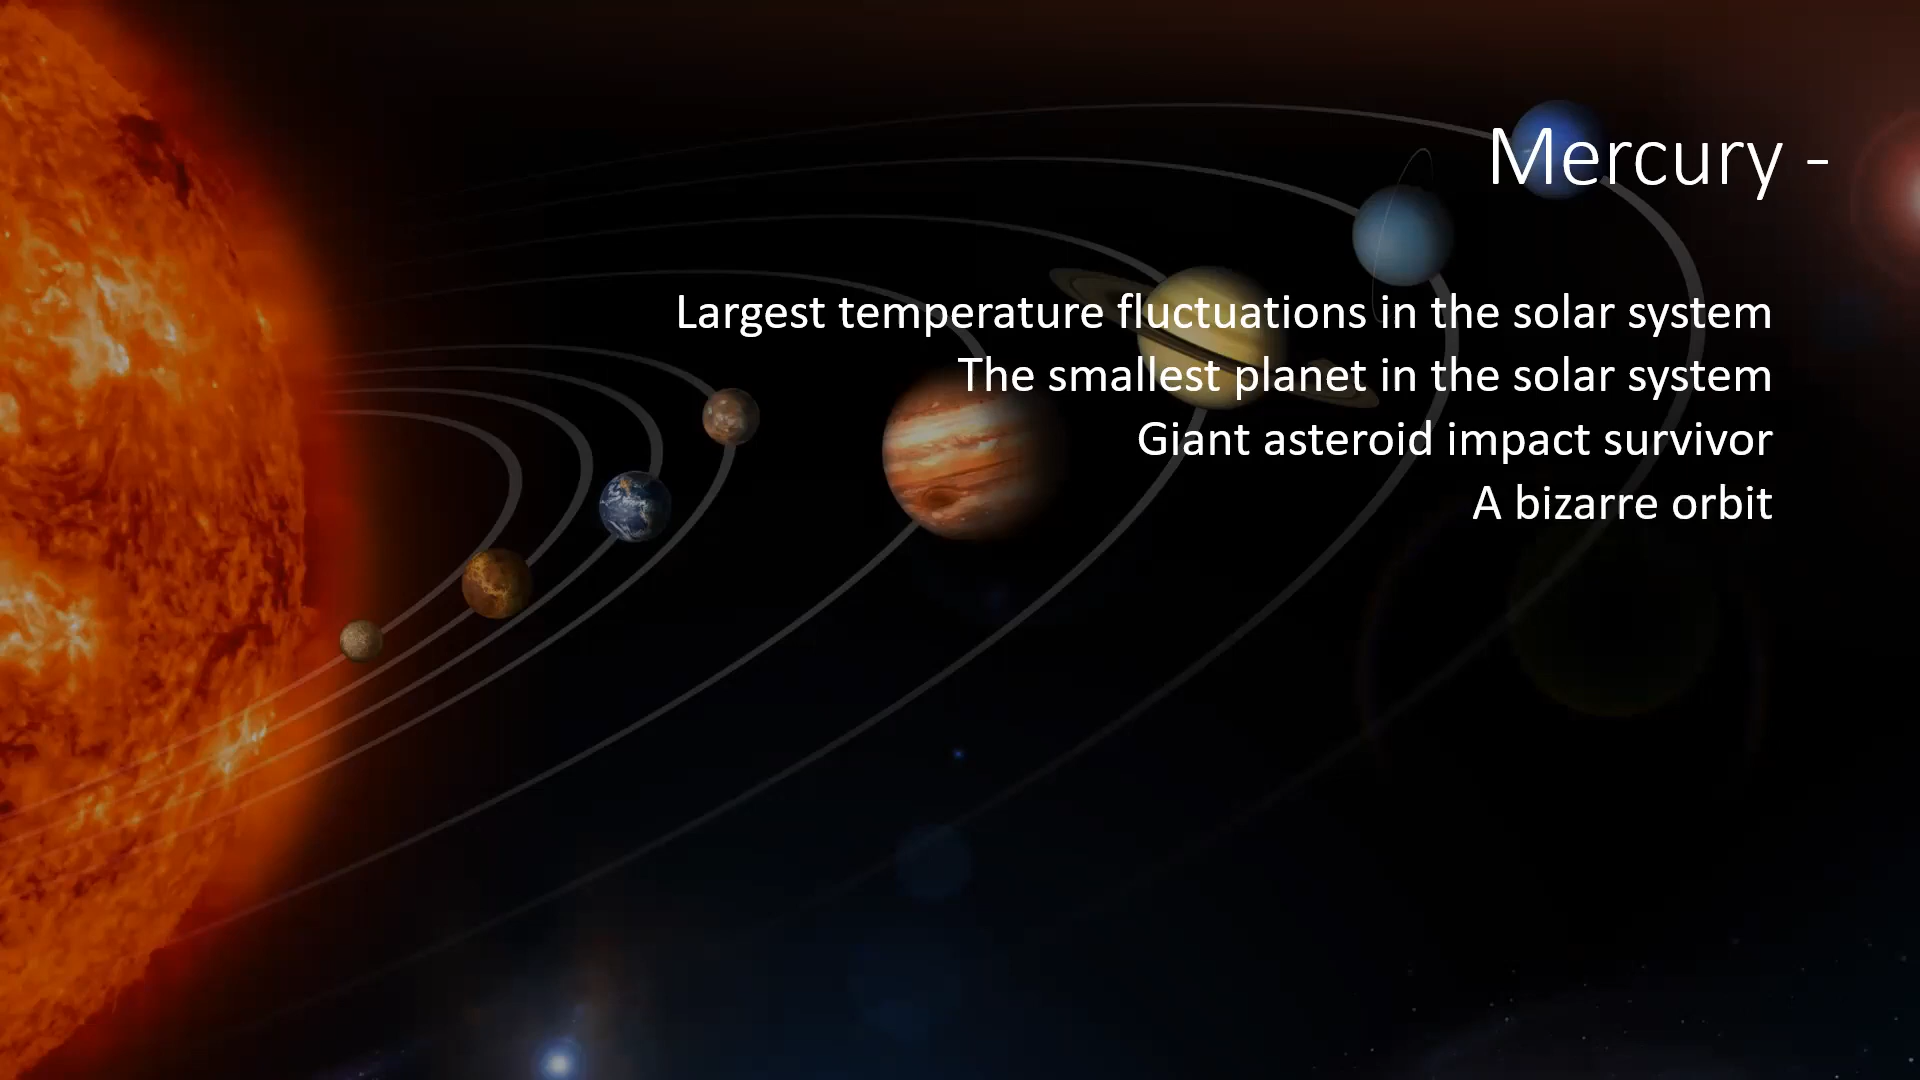 Mercury -
Largest temperature fluctuations in the solar system
The smallest planet in the solar system
Giant asteroid impact survivor
A bizarre orbit